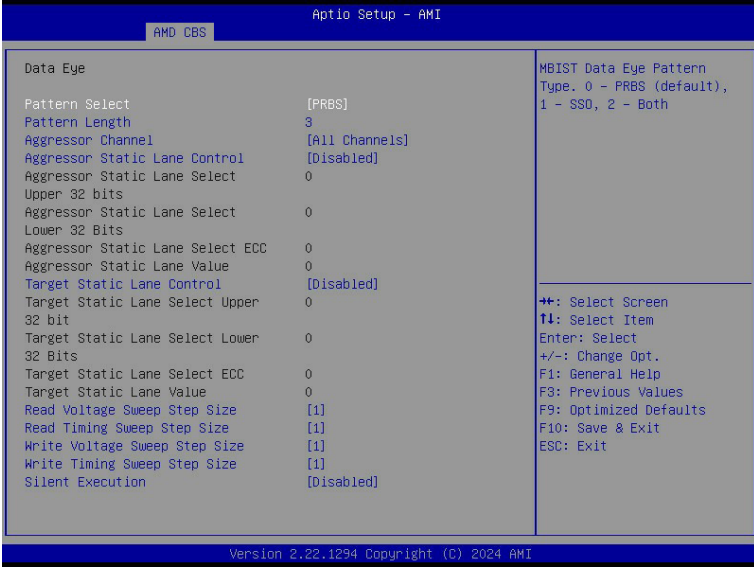 Aptio Setup - AMI
AMD CBS
Data Eye
Pattern Select [PRBS]
Pattern Length 3
Aggressor Channel [All Channels]
Aggressor Static Lane Control [Disabled]
Aggressor Static Lane Select 0
Upper 32 bits
Aggressor Static Lane Select 0
Lower 32 Bits
Aggressor Static Lane Select ECC 0
Aggressor Static Lane Value 0
Target Static Lane Control [Disabled]
Target Static Lane Select Upper 0
32 bit
Target Static Lane Select Lower 0
32 Bits
Target Static Lane Select ECC 0
Target Static Lane Value 0
Read Voltage Sweep Step Size [1]
Read Timing Sweep Step Size [1]
Write Voltage Sweep Step Size [1]
Write Timing Sweep Step Size [1]
Silent Execution [Disabled]
MBIST Data Eye Pattern
Type. 0 - PRBS (default),
1 - SSO, 2 - Both
→←: Select Screen
↑↓: Select Item
Enter: Select
+/-: Change Opt.
F1: General Help
F3: Previous Values
F9: Optimized Defaults
F10: Save & Exit
ESC: Exit
Version 2.22.1294 Copyright (C) 2024 AMI